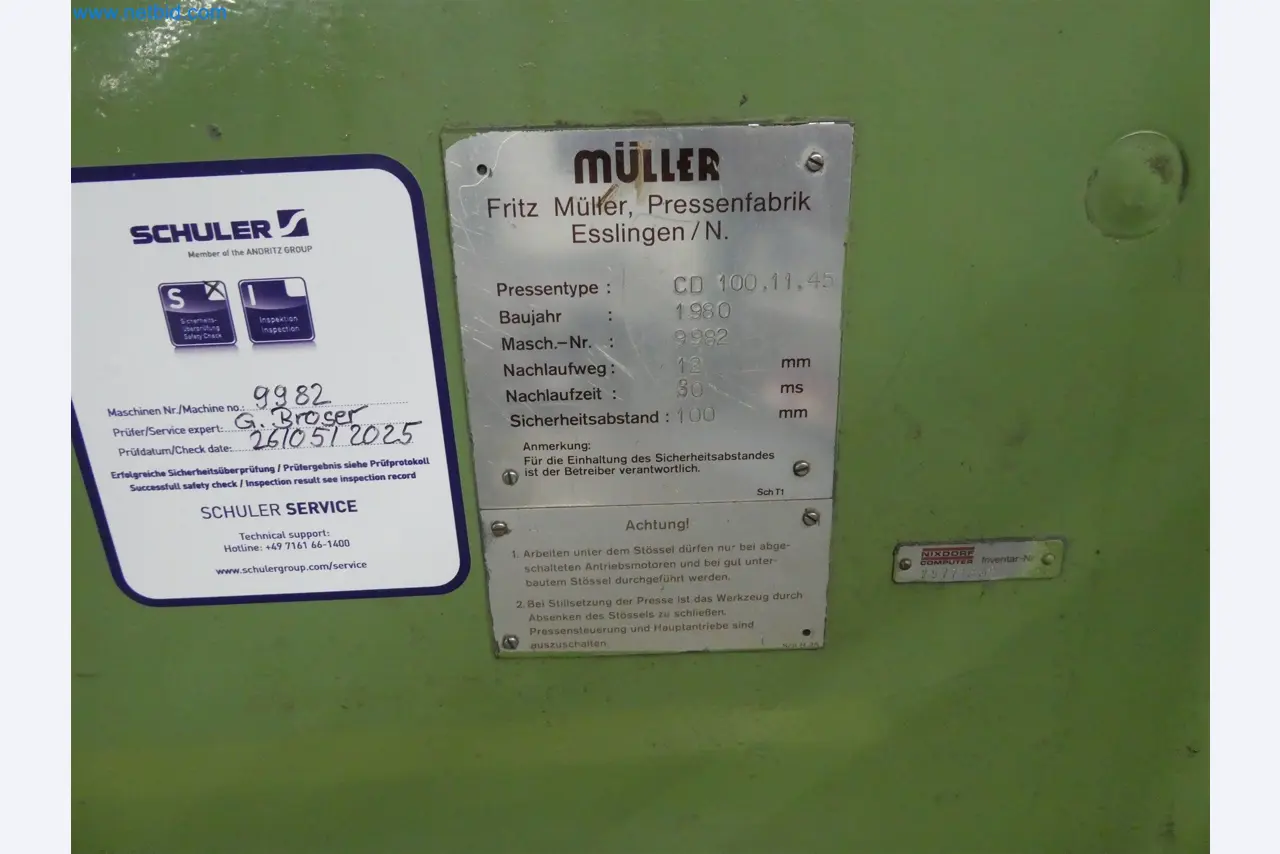 www.netbid.com
SCHULER
Member of the ANDRITZ GROUP
S
Sicherheits-
überprüfung
Safety Check
I
Inspektion
Inspection
Maschinen Nr./Machine no.: 9982
Prüfer/Service expert: G. Broser
Prüfdatum/Check date: 26/05/2025
Erfolgreiche Sicherheitsüberprüfung / Prüfergebnis siehe Prüfprotokoll
Successfull safety check / Inspection result see inspection record
SCHULER SERVICE
Technical support:
Hotline: +49 7161 66-1400
www.schulergroup.com/service
MÜLLER
Fritz Müller, Pressenfabrik
Esslingen/N.
Pressentype : CD 100.11.45
Baujahr : 1980
Masch.-Nr. : 9992
Nachlaufweg: 12 mm
Nachlaufzeit : 30 ms
Sicherheitsabstand : 100 mm
Anmerkung:
Für die Einhaltung des Sicherheitsabstandes
ist der Betreiber verantwortlich.
Sch T1
Achtung!
1. Arbeiten unter dem Stössel dürfen nur bei abge-
schalteten Antriebsmotoren und bei gut unter-
bautem Stössel durchgeführt werden.
2. Bei Stillsetzung der Presse ist das Werkzeug durch
Absenken des Stössels zu schließen.
Pressensteuerung und Hauptantriebe sind
auszuschalten.
NIXDORF
COMPUTER
Inventar-Nr.